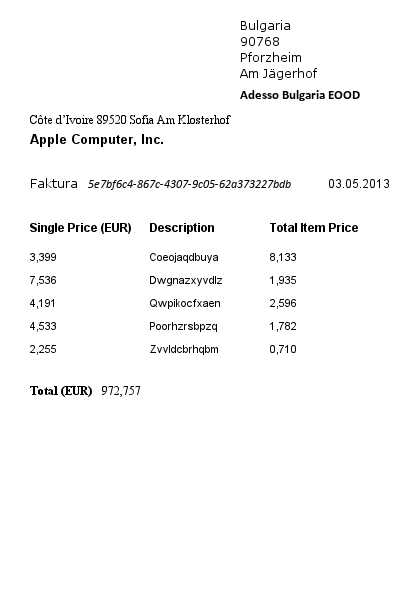 Bulgaria
90768
Pforzheim
Am Jägerhof
Adesso Bulgaria EOOD
Côte d'Ivoire 89520 Sofia Am Klosterhof
Apple Computer, Inc.
Faktura 5e7bf6c4-867c-4307-9c05-62a373227bdb 03.05.2013
Single Price (EUR) Description Total Item Price
3,399 Coeojaqdbuya 8,133
7,536 Dwgnazxyvdlz 1,935
4,191 Qwpikocfxaen 2,596
4,533 Poorhzrsbpzq 1,782
2,255 Zvvldcbrhqbm 0,710
Total (EUR) 972,757